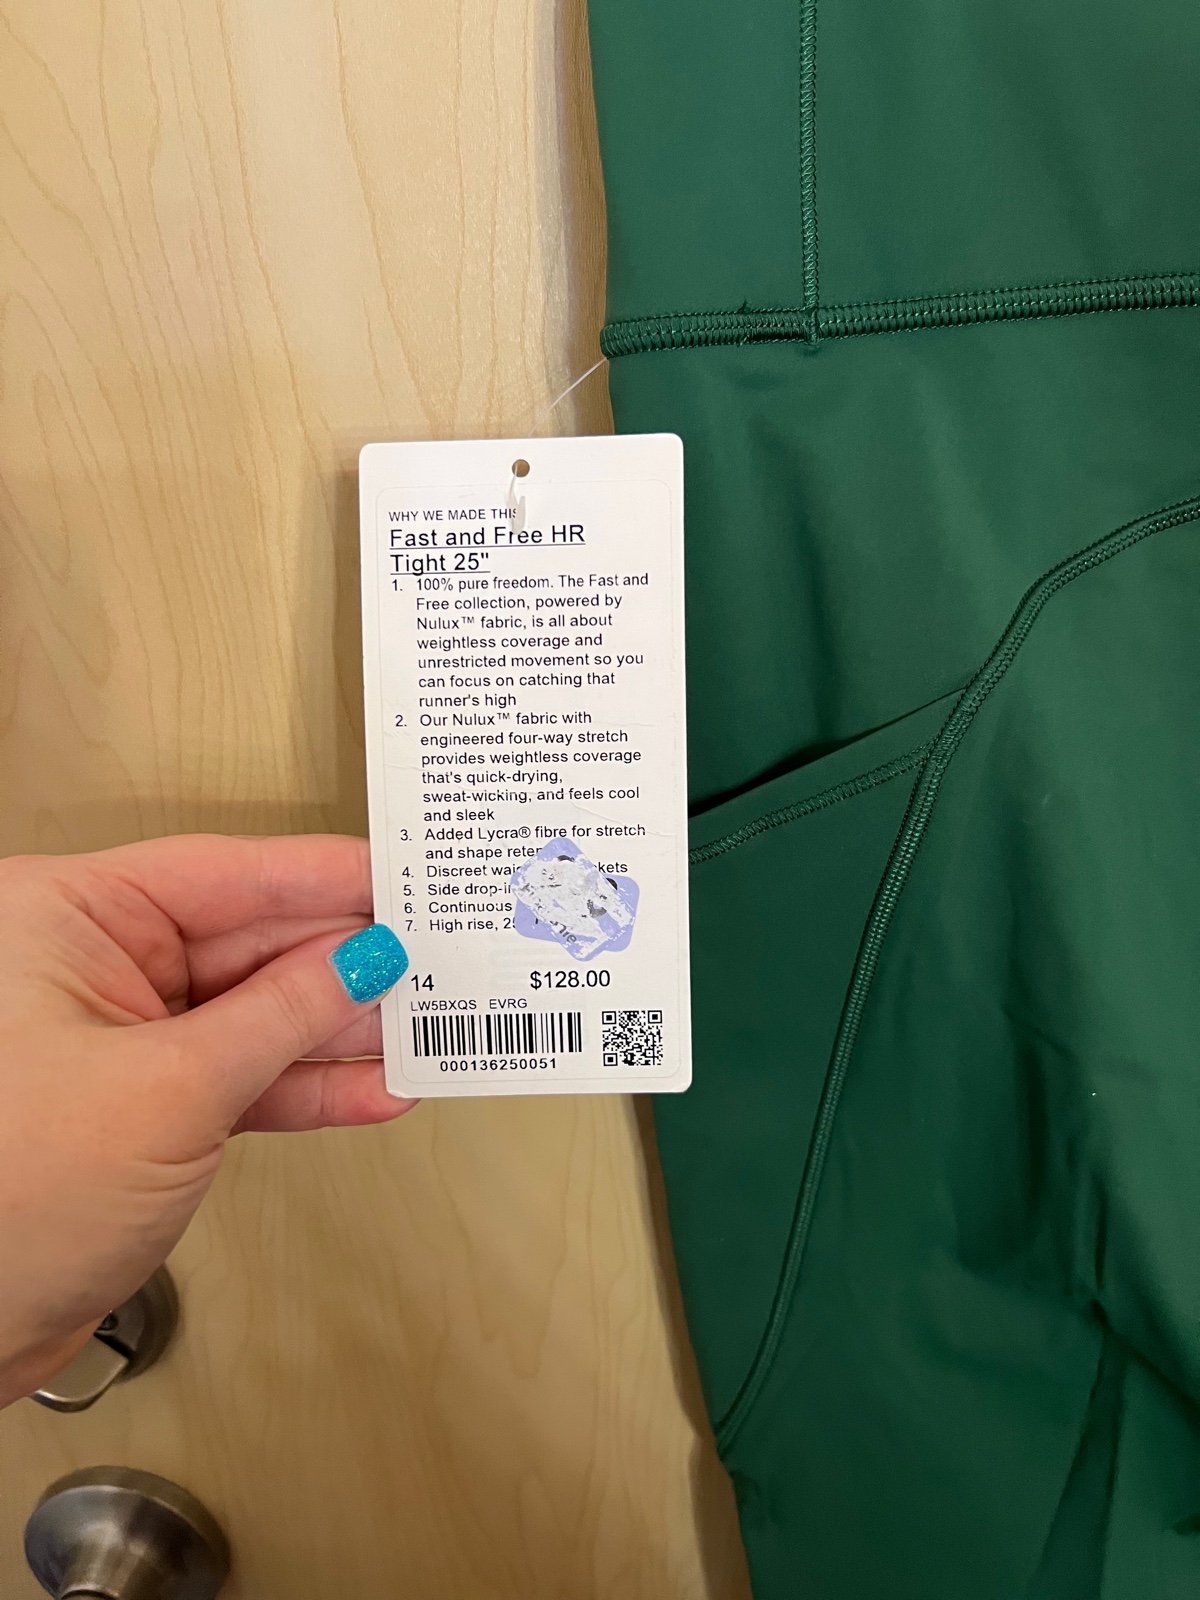 WHY WE MADE THIS
Fast and Free HR
Tight 25"
1. 100% pure freedom. The Fast and
Free collection, powered by
Nulux™ fabric, is all about
weightless coverage and
unrestricted movement so you
can focus on catching that
runner's high
2. Our Nulux™ fabric with
engineered four-way stretch
provides weightless coverage
that's quick-drying,
sweat-wicking, and feels cool
and sleek
3. Added Lycra® fibre for stretch
and shape
4. Discreet
5. Side
6. Continuous
7. High rise,
14 $128.00
LW5BXQS EVRG
000136250051